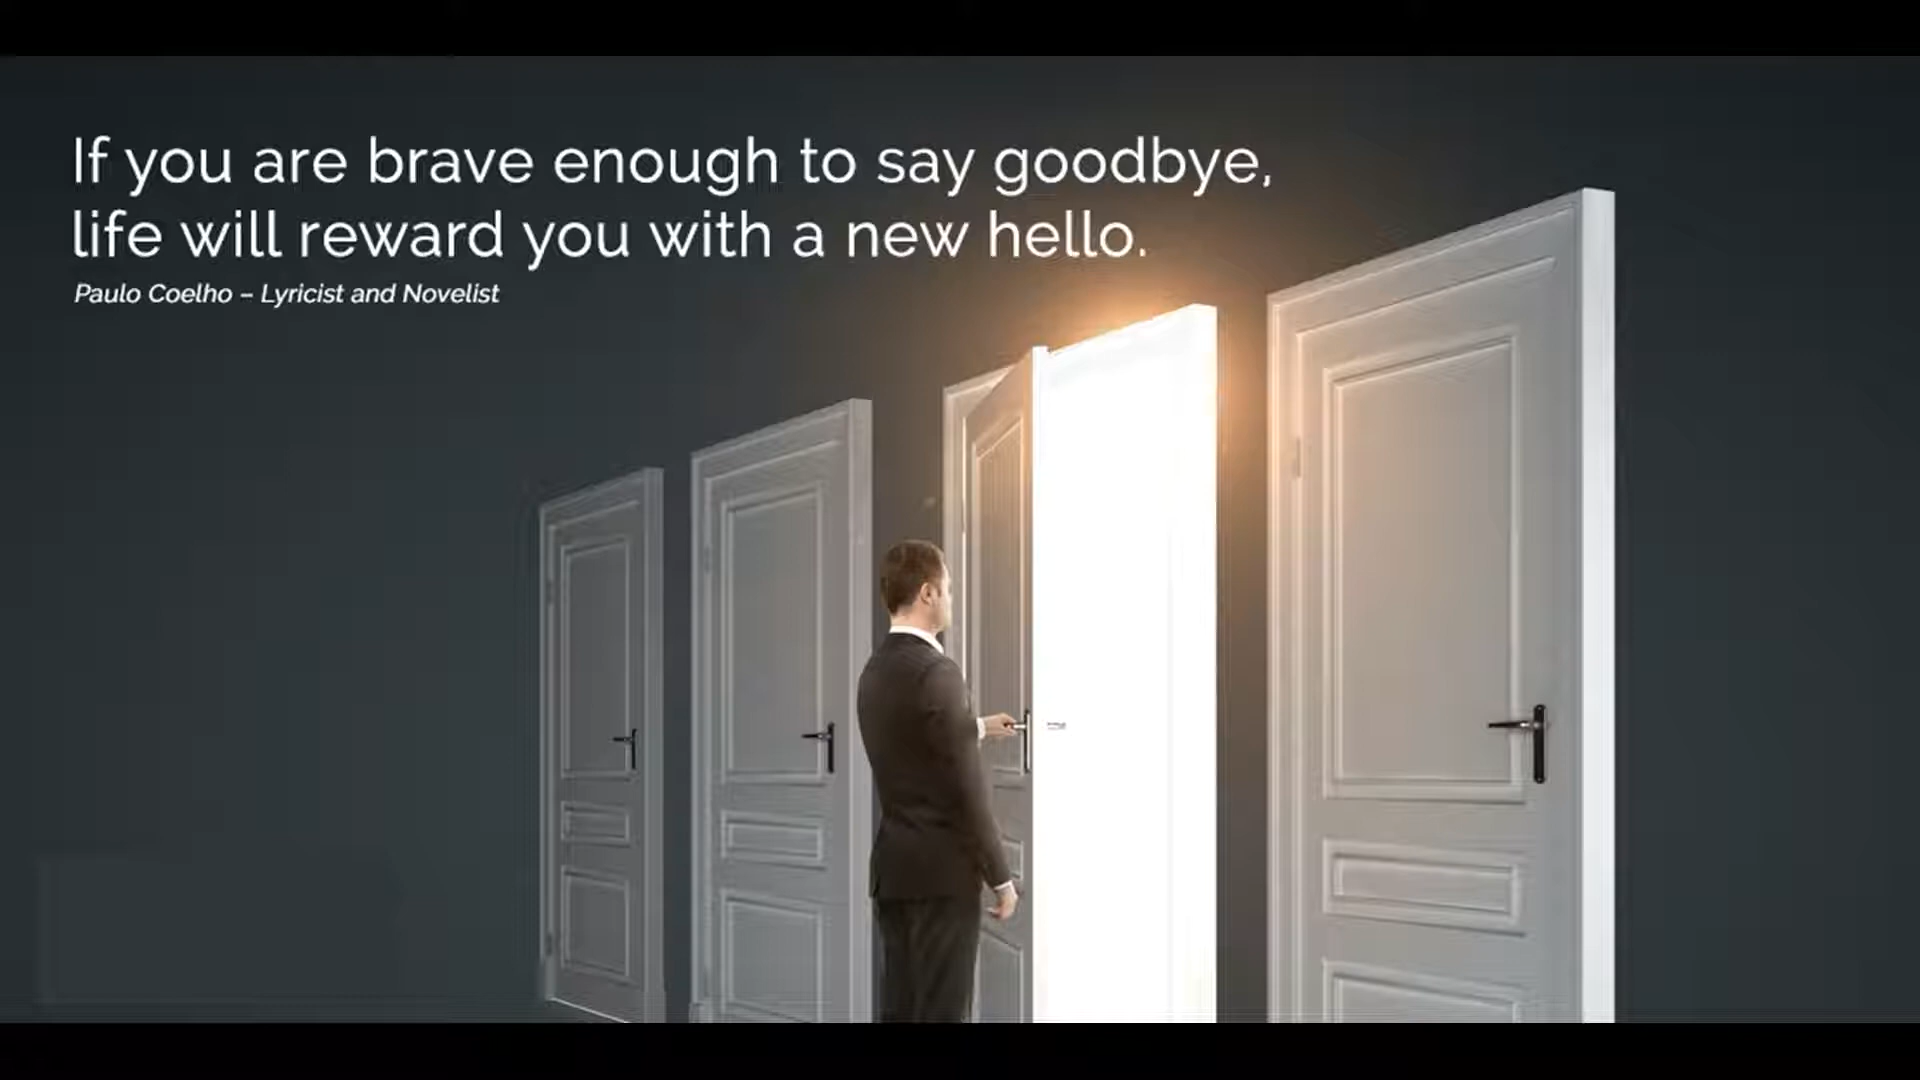 If you are brave enough to say goodbye,
life will reward you with a new hello.
Paulo Coelho – Lyricist and Novelist